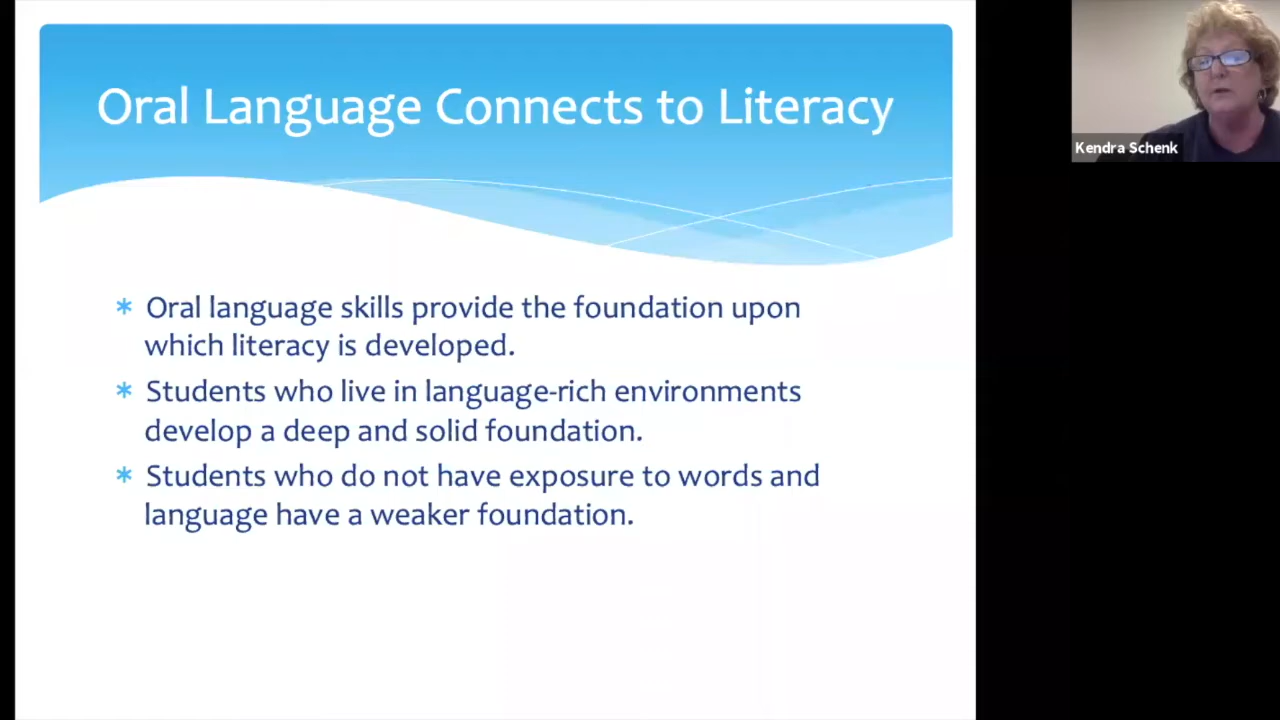 Oral Language Connects to Literacy
Kendra Schenk
* Oral language skills provide the foundation upon
which literacy is developed.
* Students who live in language-rich environments
develop a deep and solid foundation.
* Students who do not have exposure to words and
language have a weaker foundation.